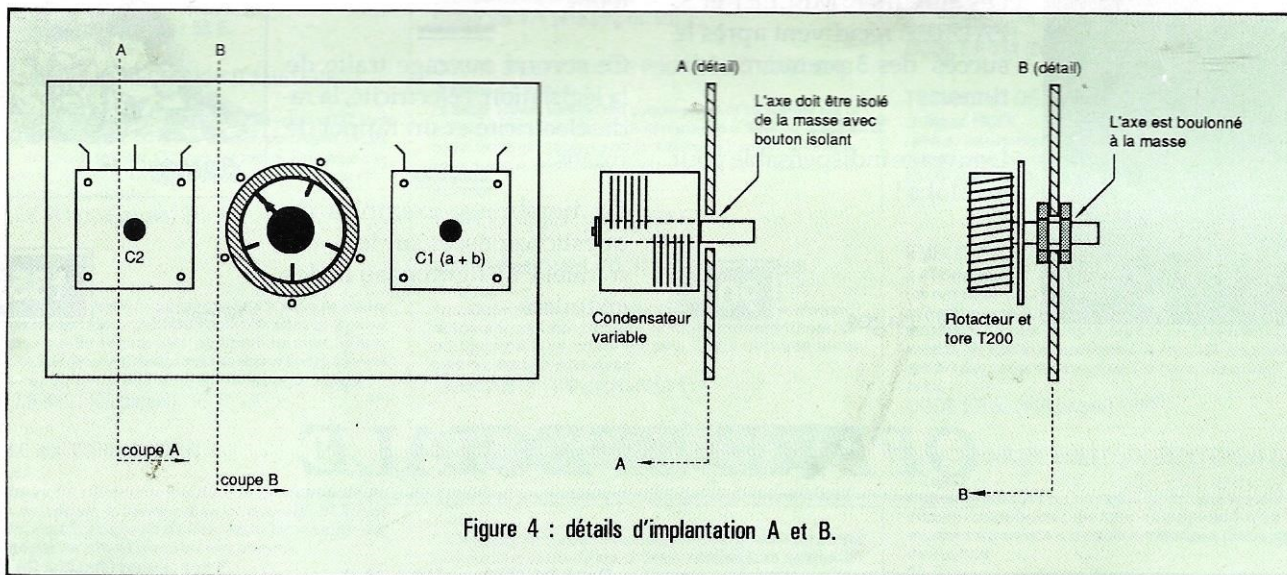 A
B
C2
C1 (a + b)
coupe A
coupe B
A (détail)
L'axe doit être isolé
de la masse avec
bouton isolant
Condensateur
variable
A
B (détail)
L'axe est boulonné
à la masse
Rotacteur et
tore T200
B
Figure 4 : détails d'implantation A et B.